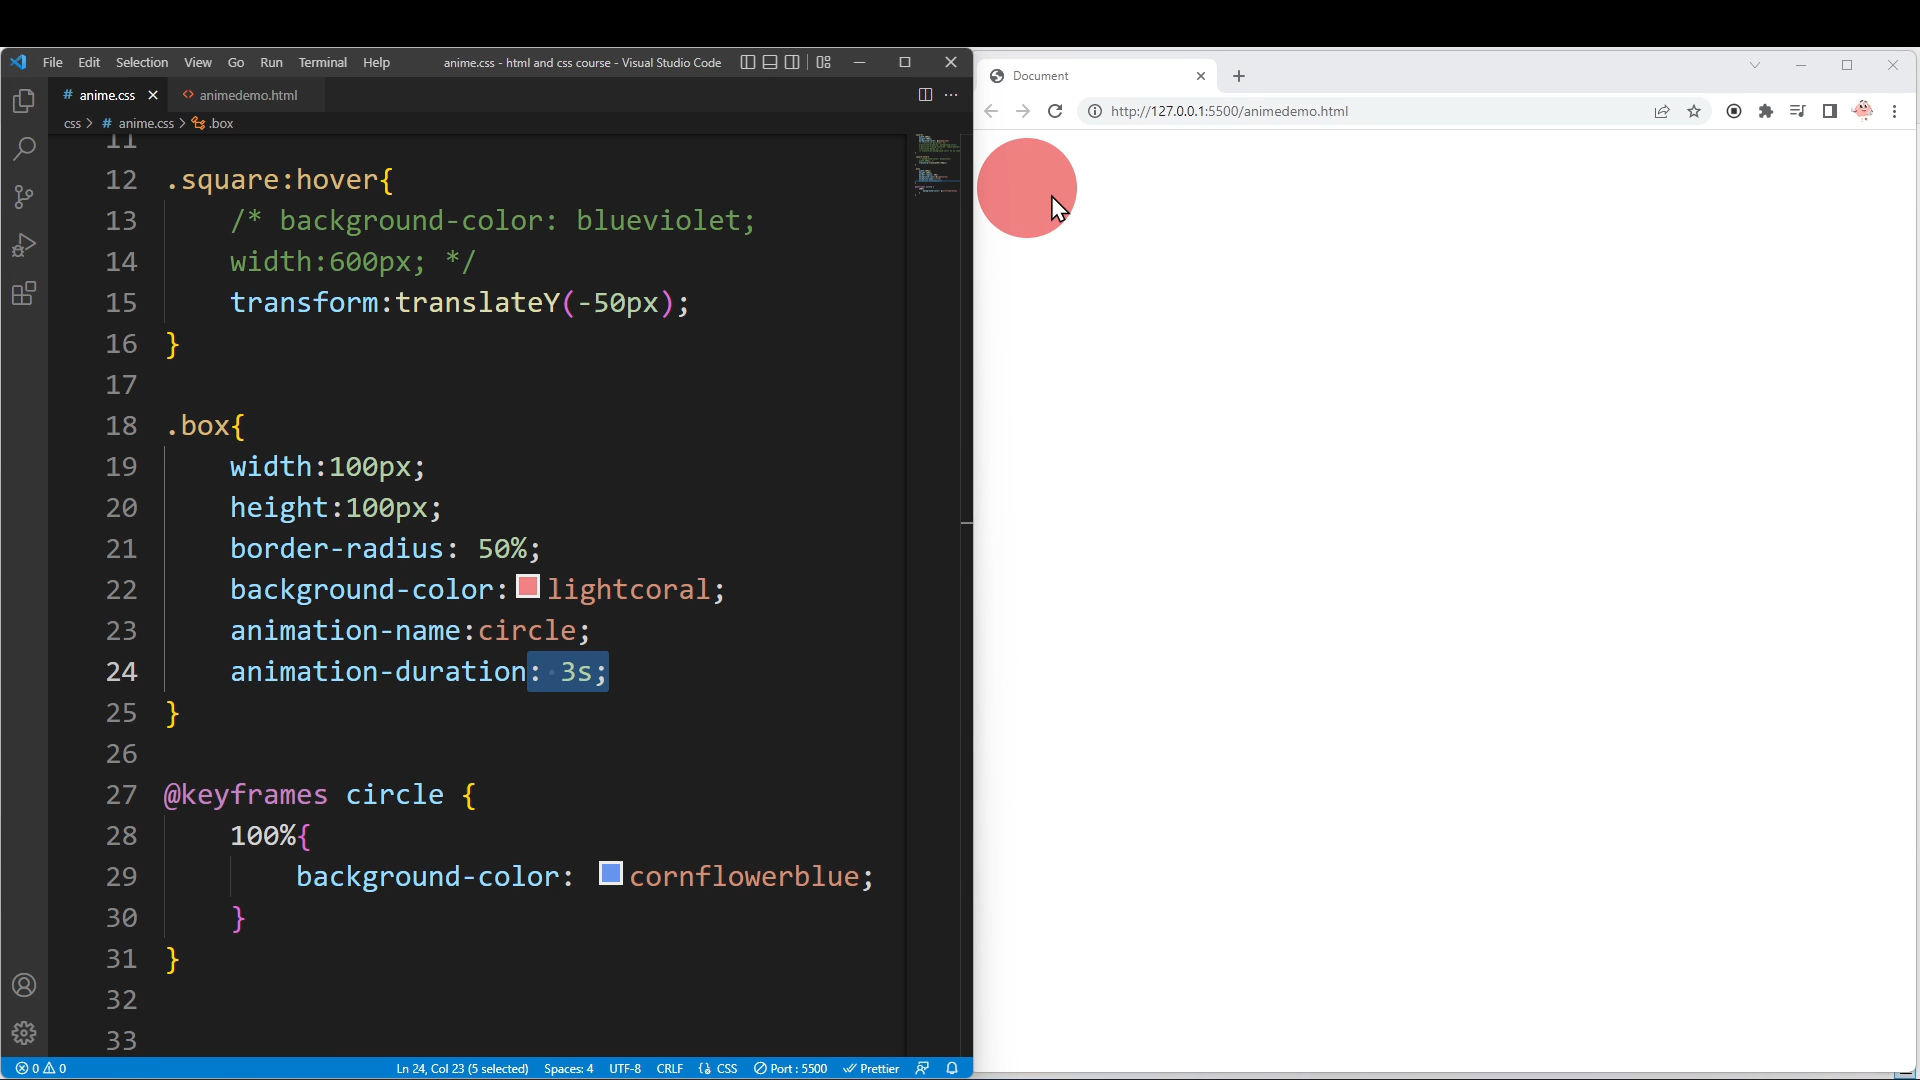 File Edit Selection View Go Run Terminal Help
anime.css - html and css course - Visual Studio Code
# anime.css
<> animedemo.html
css > # anime.css > .box
11
12 .square:hover{
13 /* background-color: blueviolet;
14 width:600px; */
15 transform:translateY(-50px);
16 }
17
18 .box{
19 width:100px;
20 height:100px;
21 border-radius: 50%;
22 background-color:lightcoral;
23 animation-name:circle;
24 animation-duration: 3s;
25 }
26
27 @keyframes circle {
28 100%{
29 background-color: cornflowerblue;
30 }
31 }
32
33
0 0 Ln 24, Col 23 (5 selected) Spaces: 4 UTF-8 CRLF {} CSS Port : 5500 Prettier
Document
http://127.0.0.1:5500/animedemo.html